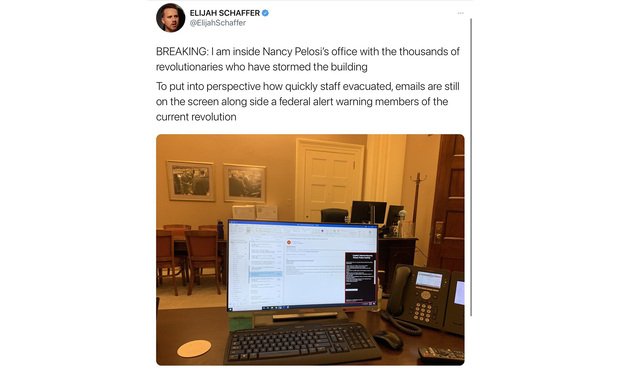 ELIJAH SCHAFFER
@ElijahSchaffer
BREAKING: I am inside Nancy Pelosi's office with the thousands of
revolutionaries who have stormed the building
To put into perspective how quickly staff evacuated, emails are still
on the screen along side a federal alert warning members of the
current revolution